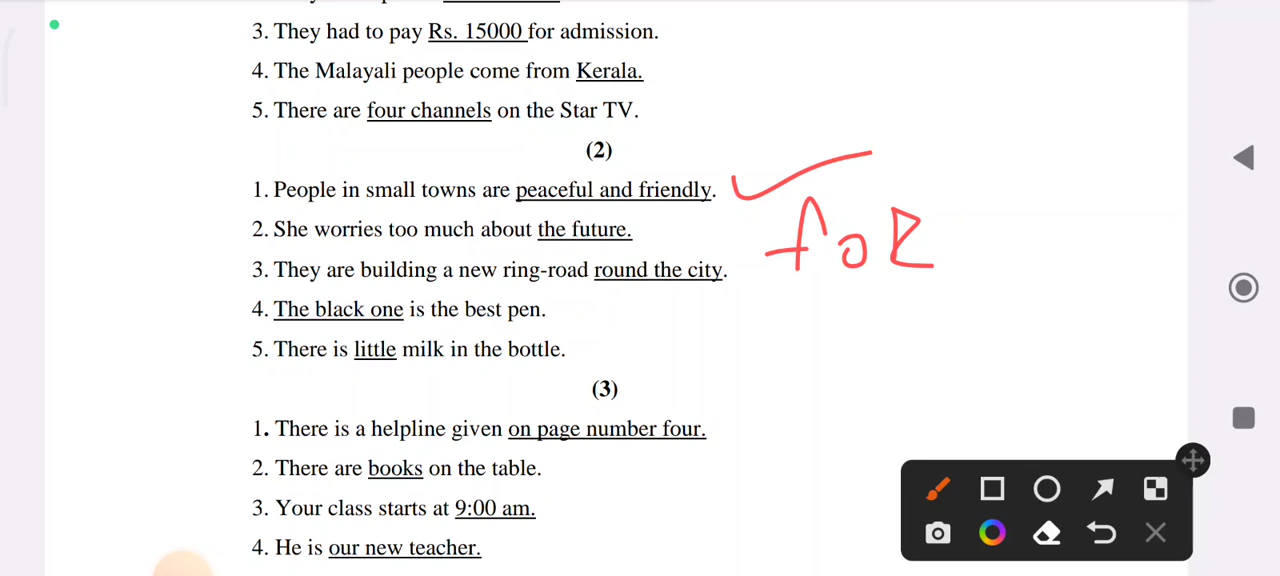 3. They had to pay Rs. 15000 for admission.
4. The Malayali people come from Kerala.
5. There are four channels on the Star TV.
(2)
1. People in small towns are peaceful and friendly.
2. She worries too much about the future.
3. They are building a new ring-road round the city.
4. The black one is the best pen.
5. There is little milk in the bottle.
(3)
1. There is a helpline given on page number four.
2. There are books on the table.
3. Your class starts at 9:00 am.
4. He is our new teacher.